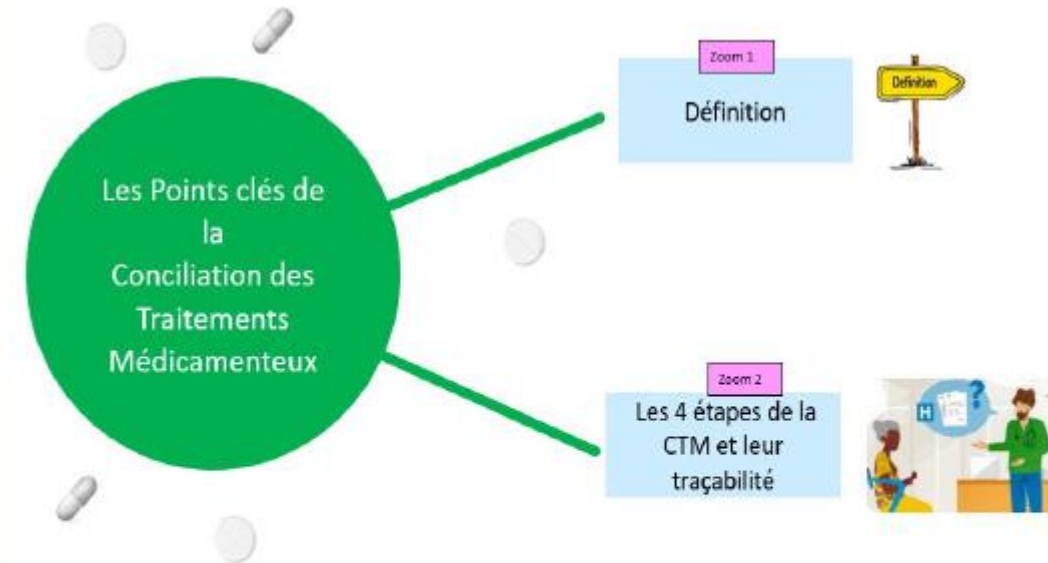 Les Points clés de
la
Conciliation des
Traitements
Médicamenteux
Zoom 1
Définition
Definition
Zoom 2
Les 4 étapes de la
CTM et leur
traçabilité
H
?